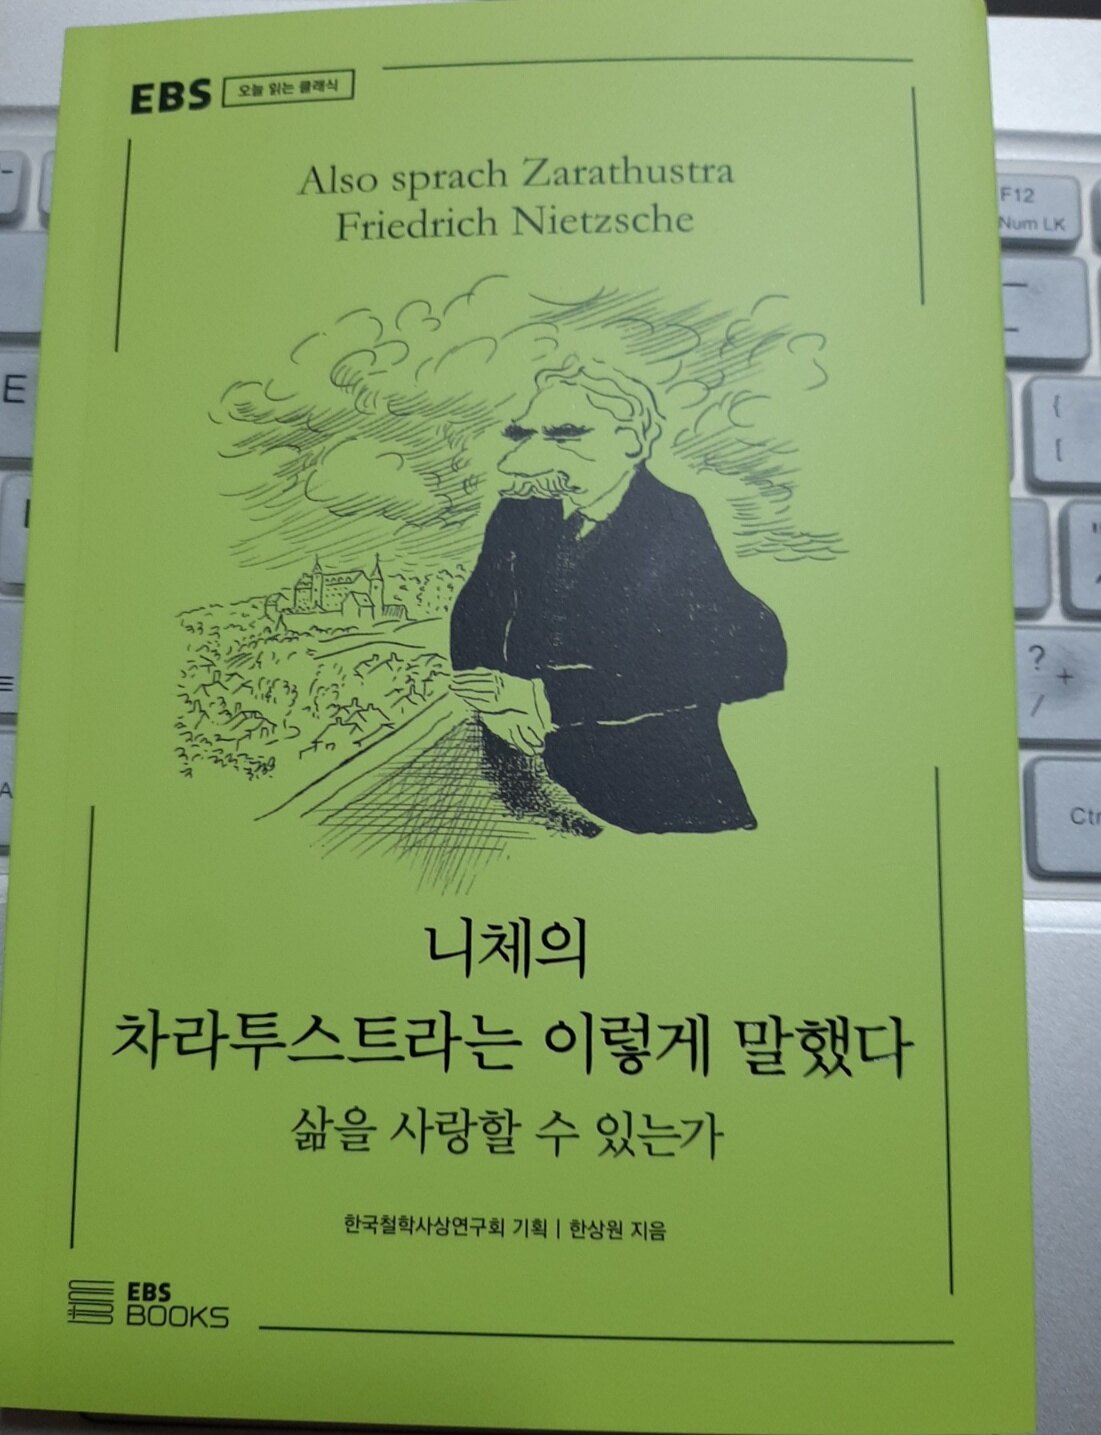 EBS 오늘 읽는 클래식
Also sprach Zarathustra
Friedrich Nietzsche
니체의
차라투스트라는 이렇게 말했다
삶을 사랑할 수 있는가
한국철학사상연구회 기획 | 한상원 지음
EBS
BOOKS
F12
Num LK
E
{
[
?
+
/
A
Ctr